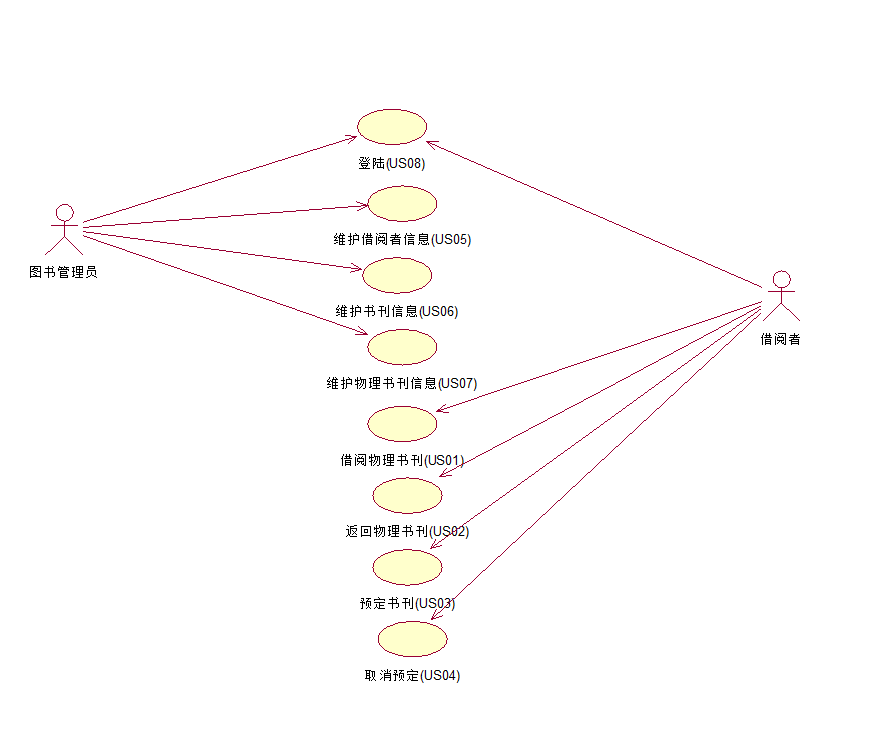 登陆(US08)
维护借阅者信息(US05)
图书管理员
维护书刊信息(US06)
借阅者
维护物理书刊信息(US07)
借阅物理书刊(US01)
返回物理书刊(US02)
预定书刊(US03)
取消预定(US04)